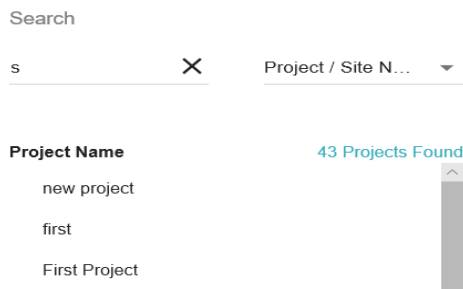 Search
s
Project / Site N...
Project Name
43 Projects Found
new project
first
First Project